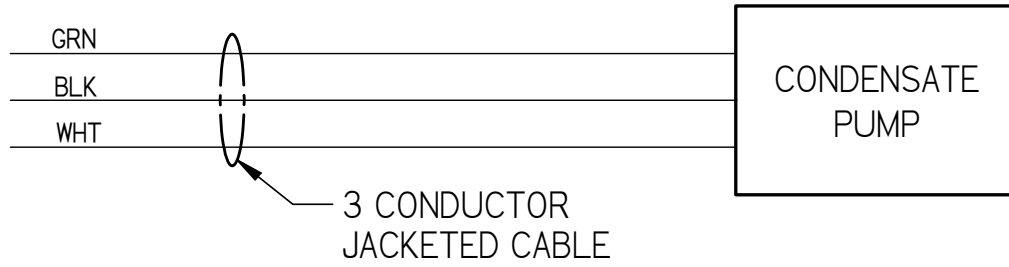 GRN
BLK
WHT
CONDENSATE
PUMP
3 CONDUCTOR
JACKETED CABLE